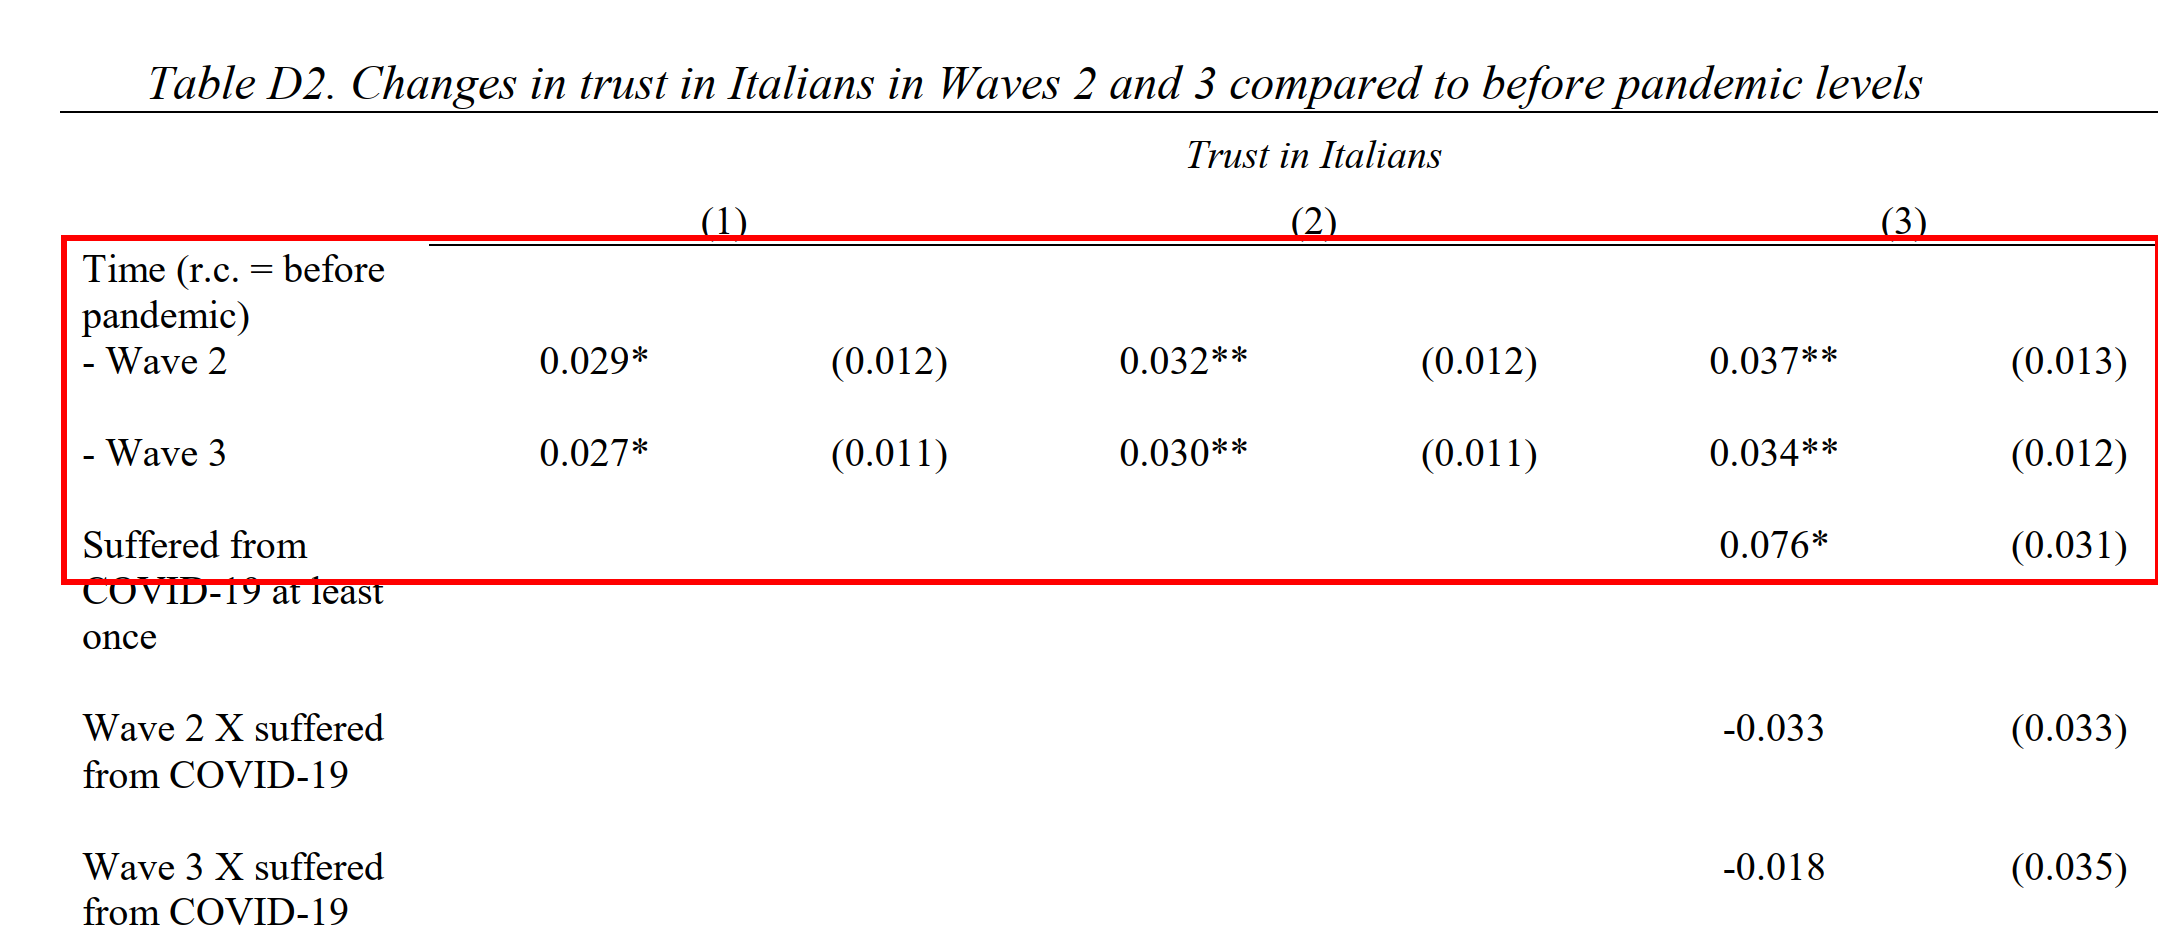 Table D2. Changes in trust in Italians in Waves 2 and 3 compared to before pandemic levels
Trust in Italians
(1) (2) (3)
Time (r.c. = before
pandemic)
- Wave 2 0.029* (0.012) 0.032** (0.012) 0.037** (0.013)
- Wave 3 0.027* (0.011) 0.030** (0.011) 0.034** (0.012)
Suffered from 0.076* (0.031)
COVID-19 at least
once
Wave 2 X suffered -0.033 (0.033)
from COVID-19
Wave 3 X suffered -0.018 (0.035)
from COVID-19